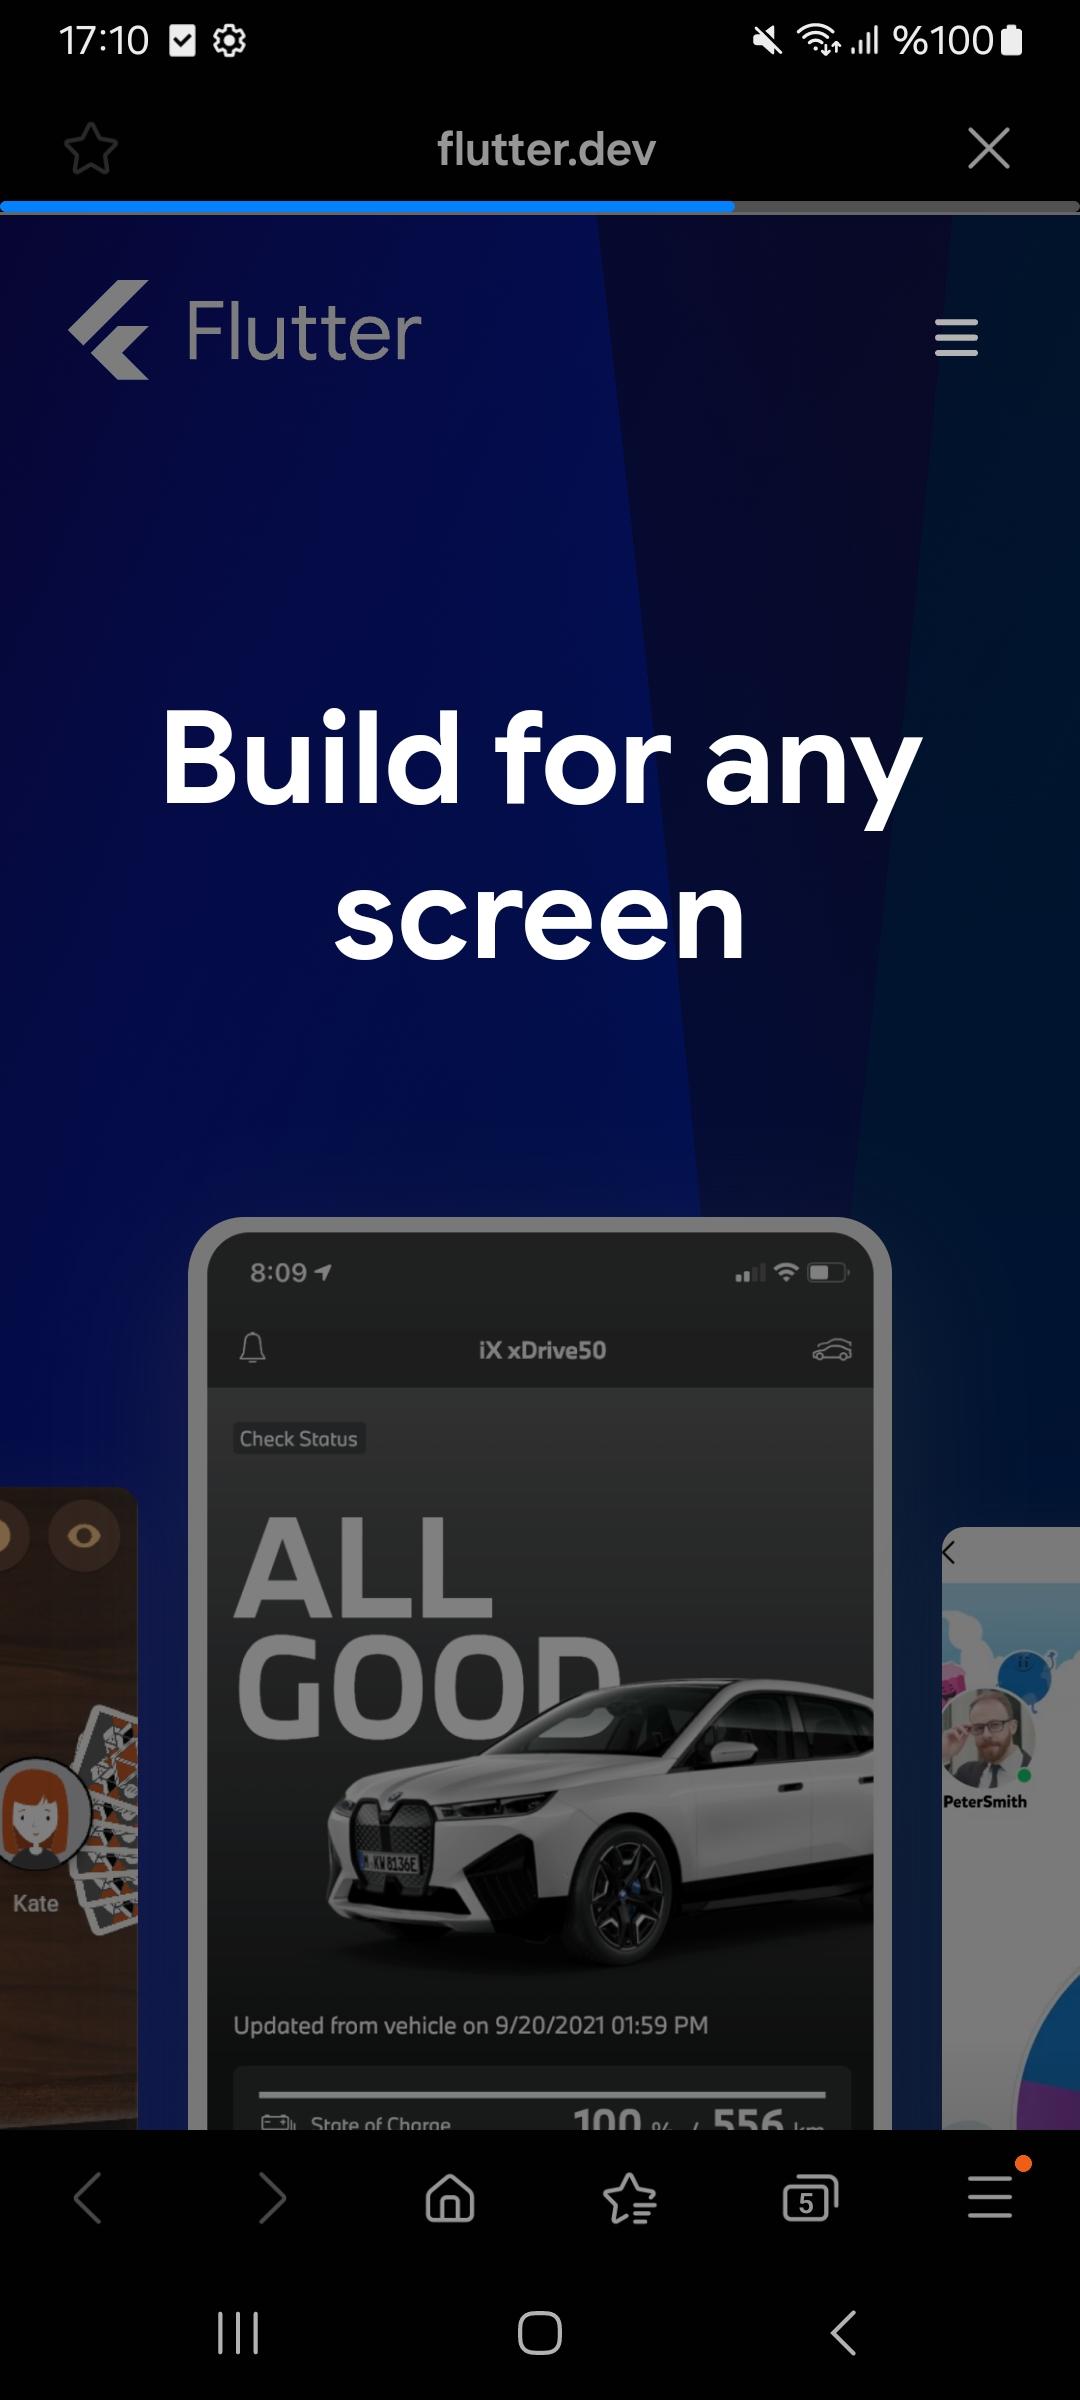 17:10 %100
flutter.dev
Flutter
Build for any
screen
8:09
iX xDrive50
Check Status
ALL
GOOD
M·KW 8136E
PeterSmith
Kate
Updated from vehicle on 9/20/2021 01:59 PM
State of Charge 100 % / 556 km
5